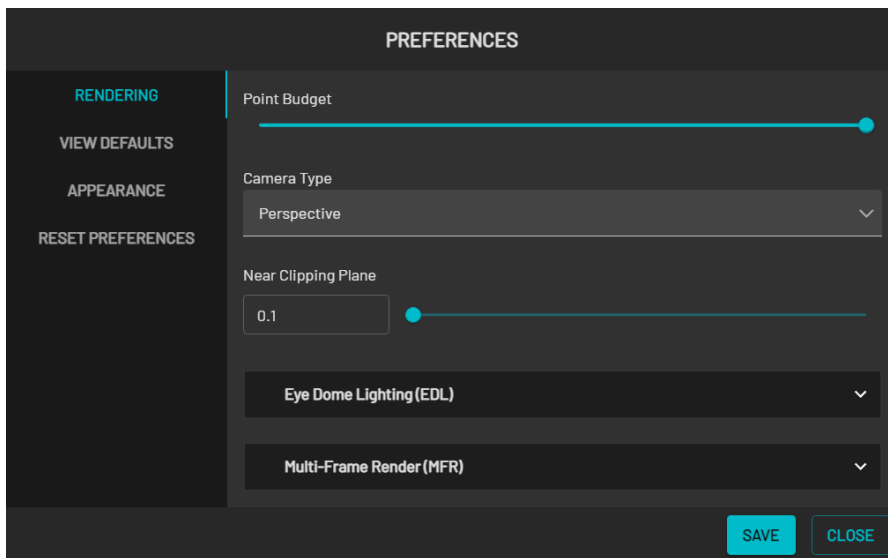 PREFERENCES
RENDERING
VIEW DEFAULTS
APPEARANCE
RESET PREFERENCES
Point Budget
Camera Type
Perspective
Near Clipping Plane
0.1
Eye Dome Lighting (EDL)
Multi-Frame Render (MFR)
SAVE
CLOSE